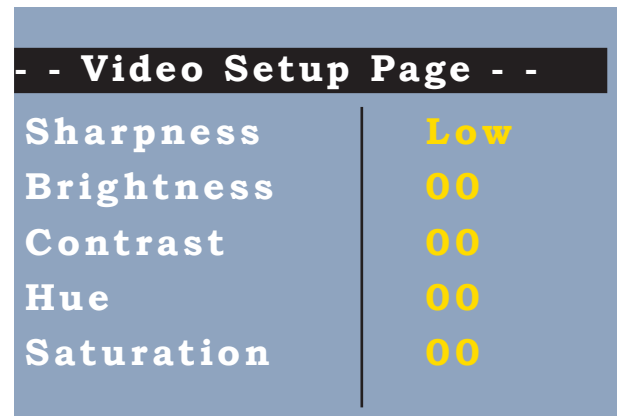 - - Video Setup Page - -
Sharpness Low
Brightness 00
Contrast 00
Hue 00
Saturation 00